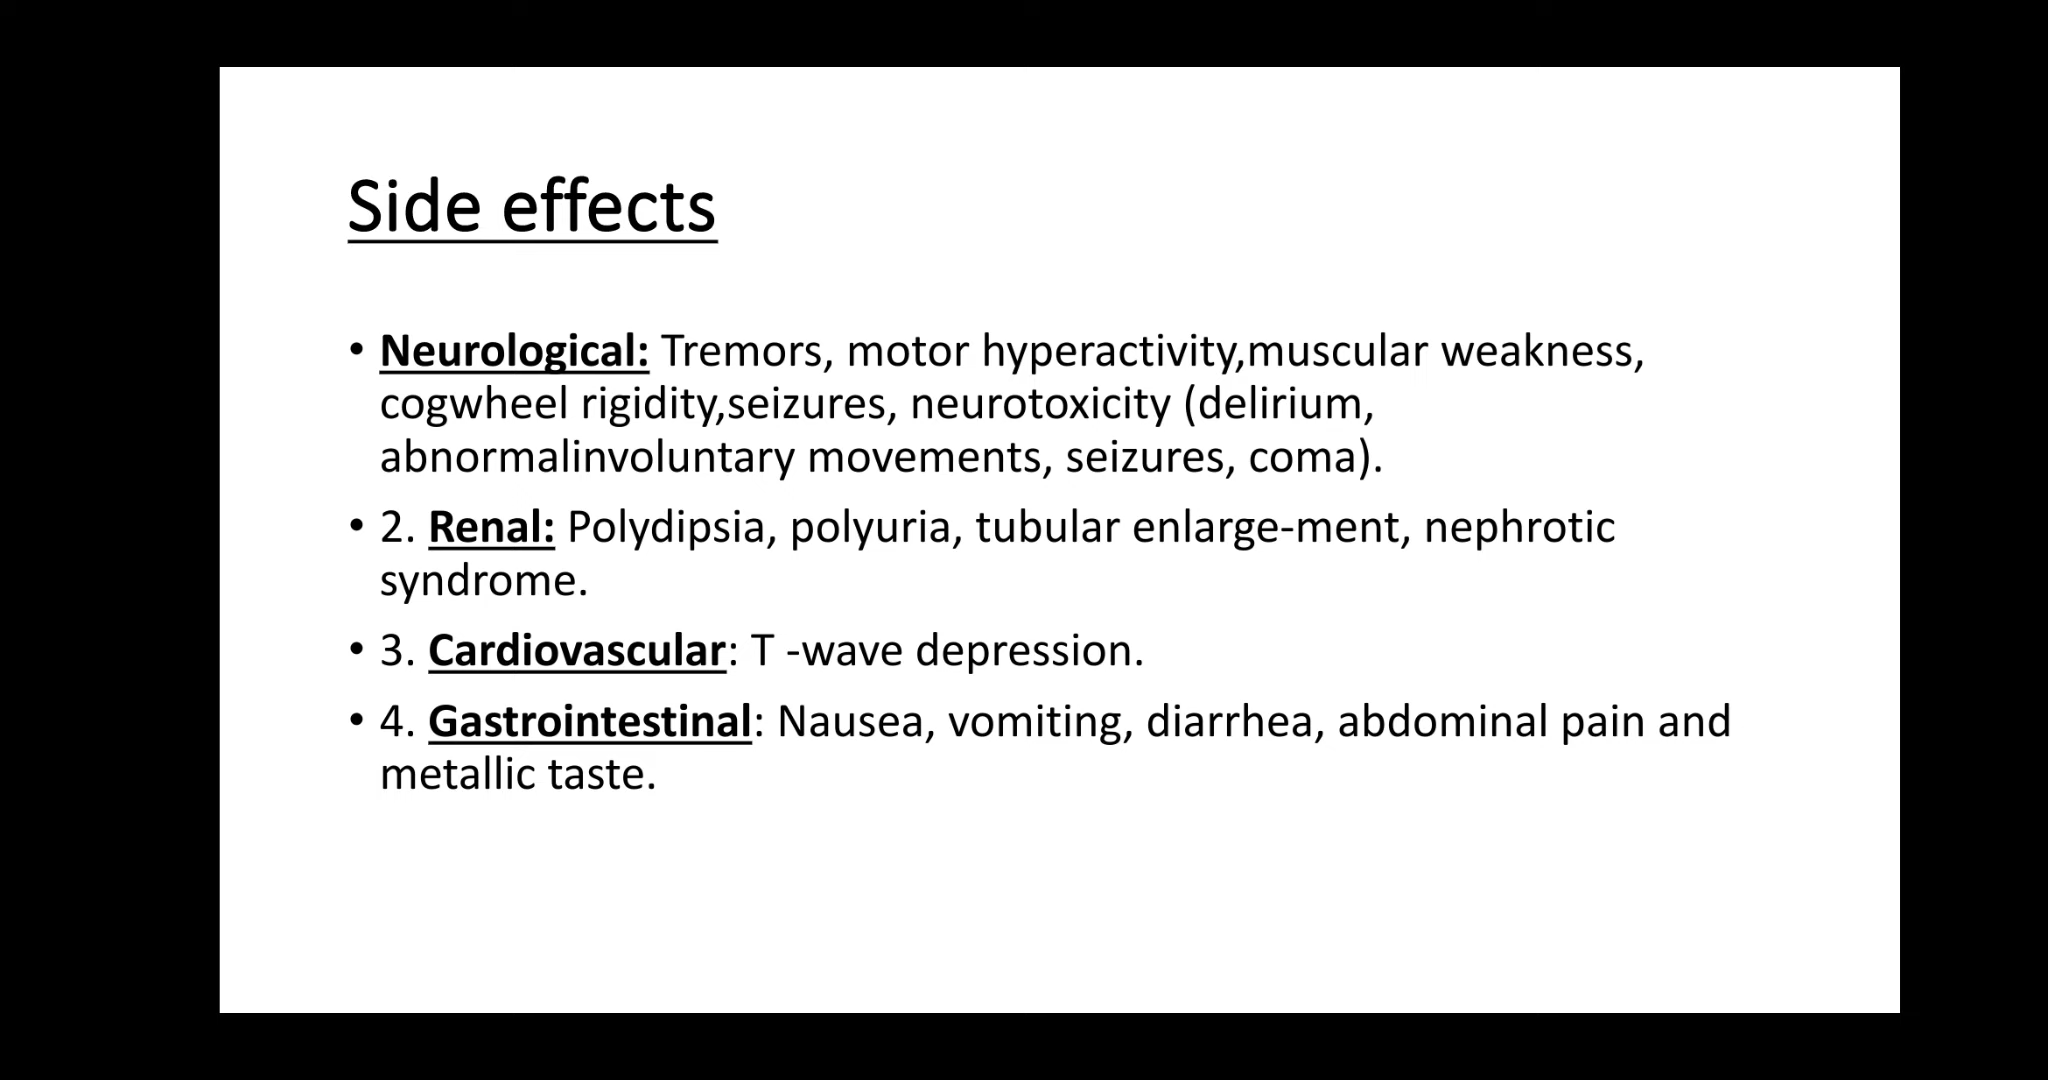 Side effects
• Neurological: Tremors, motor hyperactivity,muscular weakness,
cogwheel rigidity,seizures, neurotoxicity (delirium,
abnormalinvoluntary movements, seizures, coma).
• 2. Renal: Polydipsia, polyuria, tubular enlarge-ment, nephrotic
syndrome.
• 3. Cardiovascular: T -wave depression.
• 4. Gastrointestinal: Nausea, vomiting, diarrhea, abdominal pain and
metallic taste.